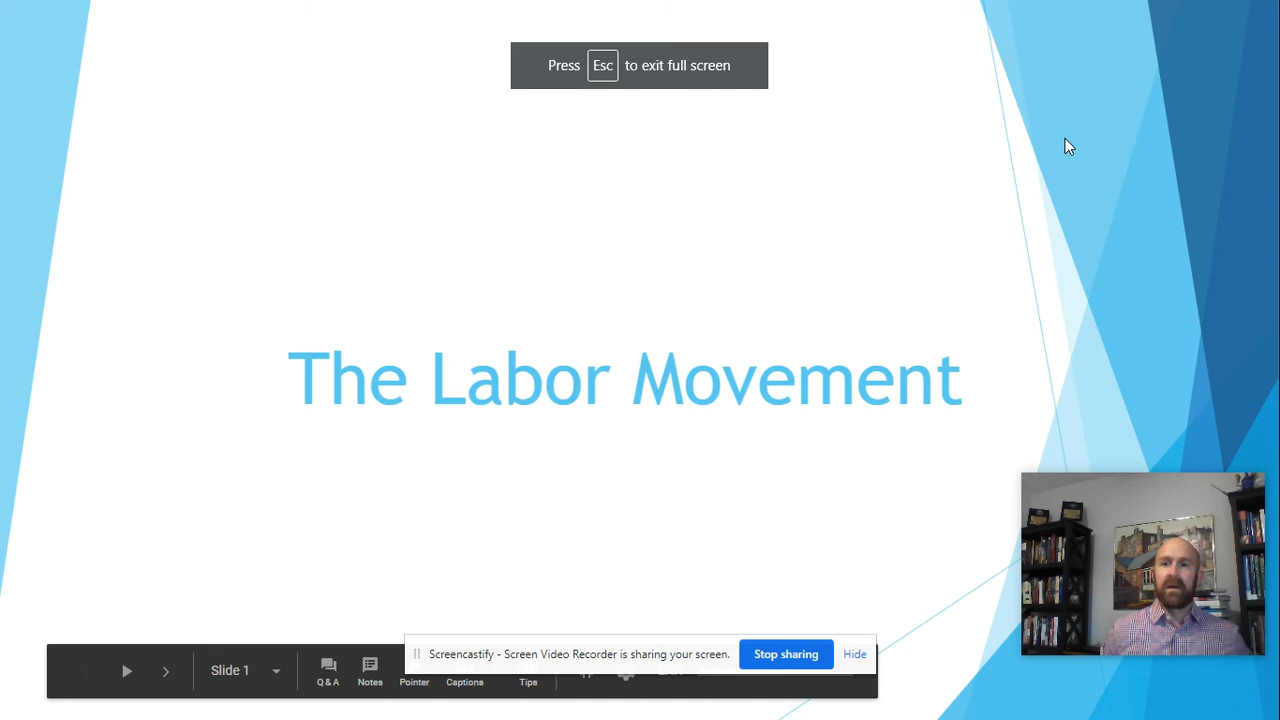 Press Esc to exit full screen
The Labor Movement
Screencastify - Screen Video Recorder is sharing your screen. Stop sharing Hide
Slide 1
Q & A Notes Pointer Captions Tips